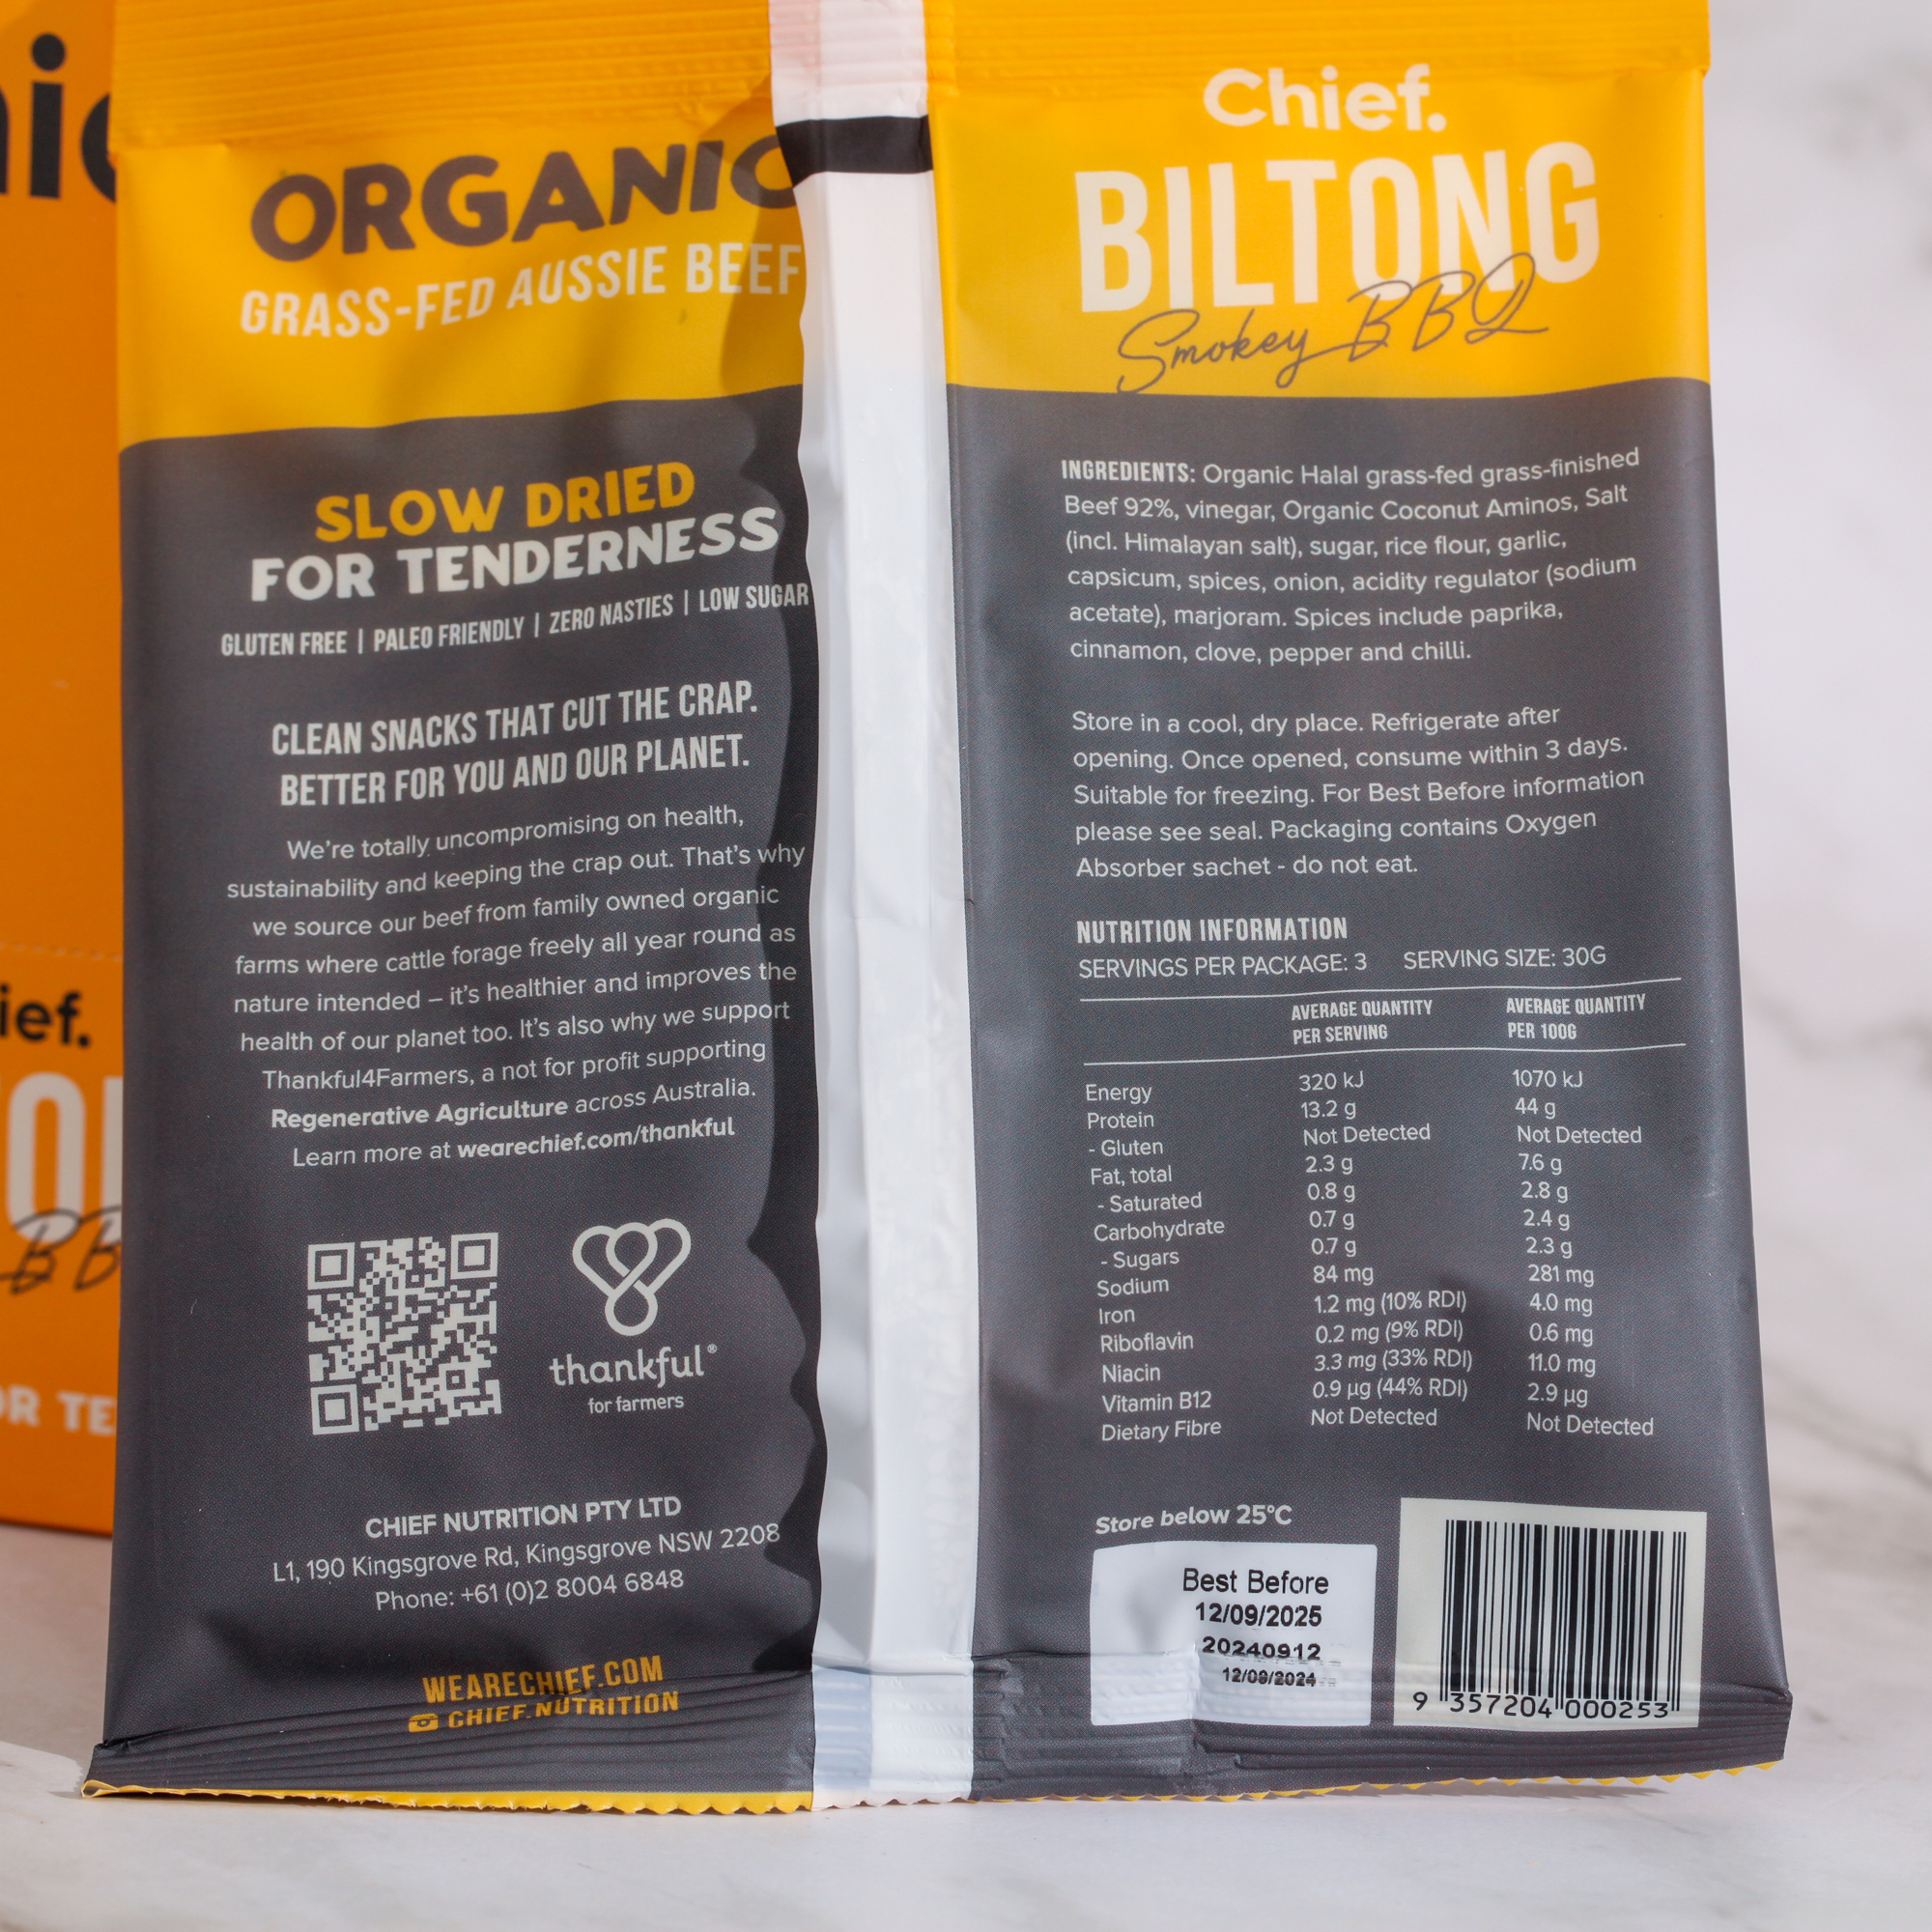 ORGANIC
GRASS-FED AUSSIE BEEF
SLOW DRIED
FOR TENDERNESS
GLUTEN FREE | PALEO FRIENDLY | ZERO NASTIES | LOW SUGAR
CLEAN SNACKS THAT CUT THE CRAP.
BETTER FOR YOU AND OUR PLANET.
We're totally uncompromising on health,
sustainability and keeping the crap out. That's why
we source our beef from family owned organic
farms where cattle forage freely all year round as
nature intended – it's healthier and improves the
health of our planet too. It's also why we support
Thankful4Farmers, a not for profit supporting
Regenerative Agriculture across Australia.
Learn more at wearechief.com/thankful
thankful®
for farmers
CHIEF NUTRITION PTY LTD
L1, 190 Kingsgrove Rd, Kingsgrove NSW 2208
Phone: +61 (0)2 8004 6848
WEARECHIEF.COM
CHIEF.NUTRITION
Chief.
BILTONG
Smokey BBQ
INGREDIENTS: Organic Halal grass-fed grass-finished
Beef 92%, vinegar, Organic Coconut Aminos, Salt
(incl. Himalayan salt), sugar, rice flour, garlic,
capsicum, spices, onion, acidity regulator (sodium
acetate), marjoram. Spices include paprika,
cinnamon, clove, pepper and chilli.
Store in a cool, dry place. Refrigerate after
opening. Once opened, consume within 3 days.
Suitable for freezing. For Best Before information
please see seal. Packaging contains Oxygen
Absorber sachet - do not eat.
NUTRITION INFORMATION
SERVINGS PER PACKAGE: 3 SERVING SIZE: 30G
AVERAGE QUANTITY AVERAGE QUANTITY
PER SERVING PER 100G
Energy 320 kJ 1070 kJ
Protein 13.2 g 44 g
- Gluten Not Detected Not Detected
Fat, total 2.3 g 7.6 g
- Saturated 0.8 g 2.8 g
Carbohydrate 0.7 g 2.4 g
- Sugars 0.7 g 2.3 g
Sodium 84 mg 281 mg
Iron 1.2 mg (10% RDI) 4.0 mg
Riboflavin 0.2 mg (9% RDI) 0.6 mg
Niacin 3.3 mg (33% RDI) 11.0 mg
Vitamin B12 0.9 µg (44% RDI) 2.9 µg
Dietary Fibre Not Detected Not Detected
Store below 25°C
Best Before
12/09/2025
20240912
12/09/2024
9 357204 000253
ief.
BB
OR TE